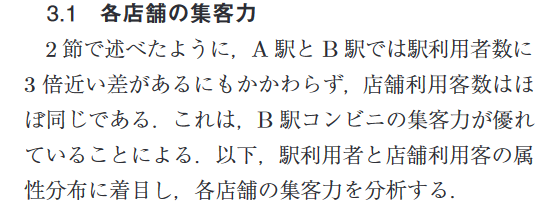 3.1 各店舗の集客力
2節で述べたように，A駅とB駅では駅利用者数に
3倍近い差があるにもかかわらず，店舗利用客数はほ
ぼ同じである．これは，B駅コンビニの集客力が優れ
ていることによる．以下，駅利用者と店舗利用客の属
性分布に着目し，各店舗の集客力を分析する．